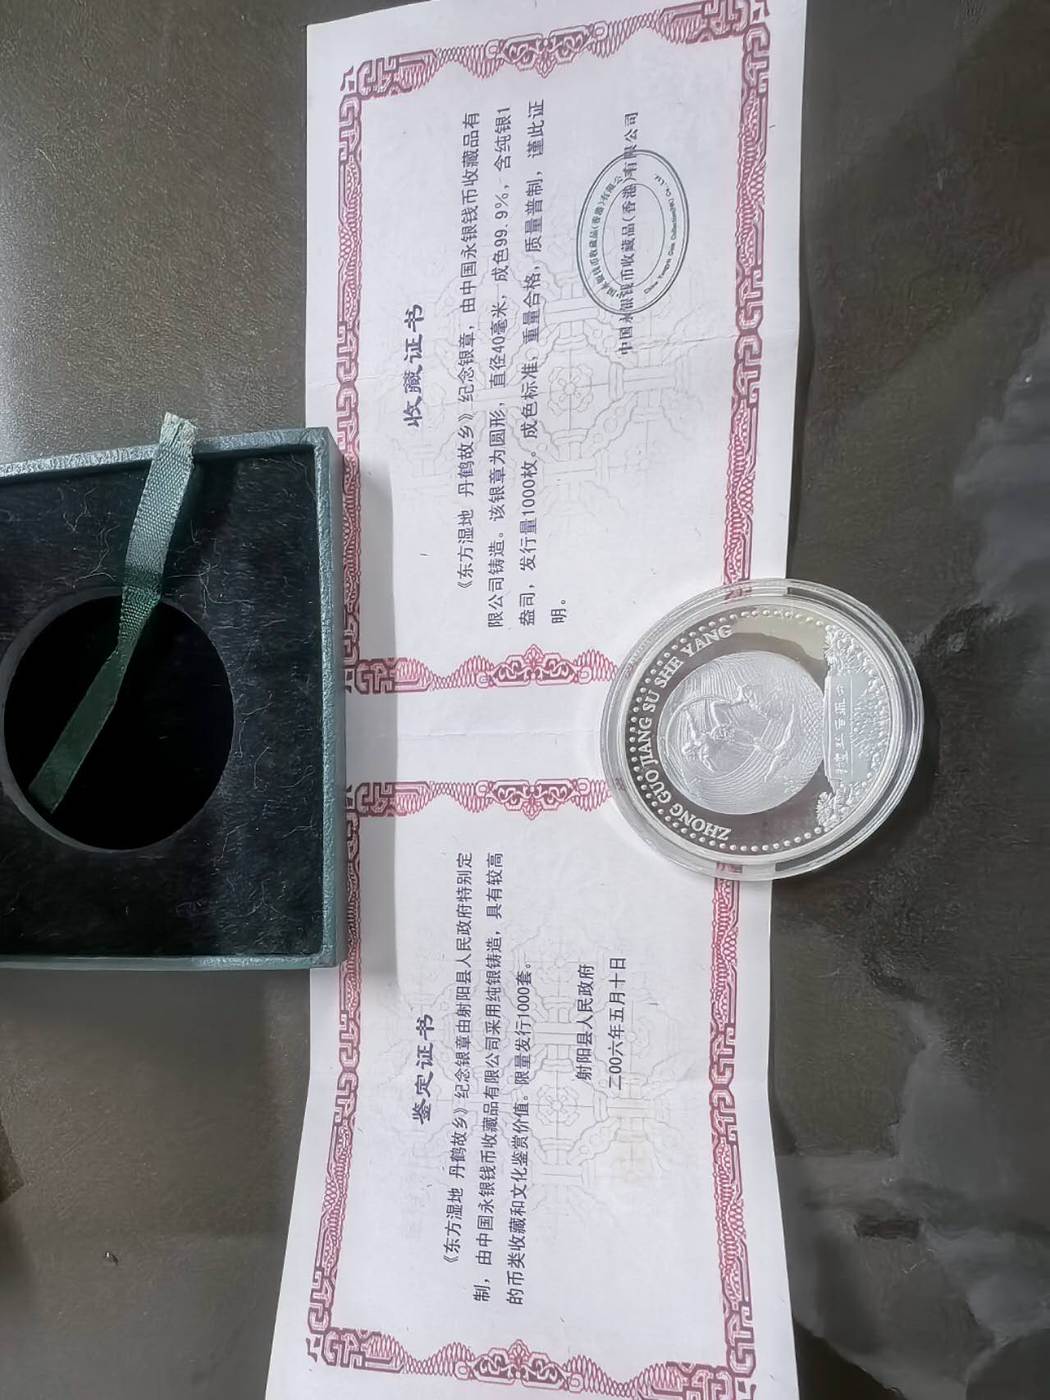 鉴定证书
《东方湿地 丹鹤故乡》纪念银章由射阳县人民政府特别定
制，由中国永银钱币收藏品有限公司采用纯银铸造，具有较高
的币类收藏和文化鉴赏价值。限量发行1000套。
射阳县人民政府
二00六年五月十日
收藏证书
《东方湿地 丹鹤故乡》纪念银章，由中国永银钱币收藏品有
限公司铸造。该银章为圆形，直径40毫米，成色99.9%，含纯银1
盎司，发行量1000枚。成色标准，重量合格，质量普制，谨此证
明。
中国永银钱币收藏品(香港)有限公司
ZHONG GUO JIANG SU SHE YANG